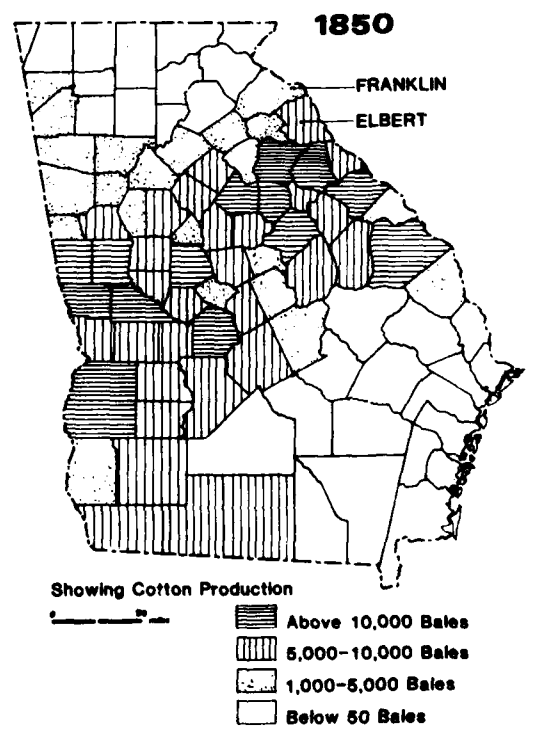 1850
FRANKLIN
ELBERT
Showing Cotton Production
Above 10,000 Bales
5,000-10,000 Bales
1,000-5,000 Bales
Below 50 Bales